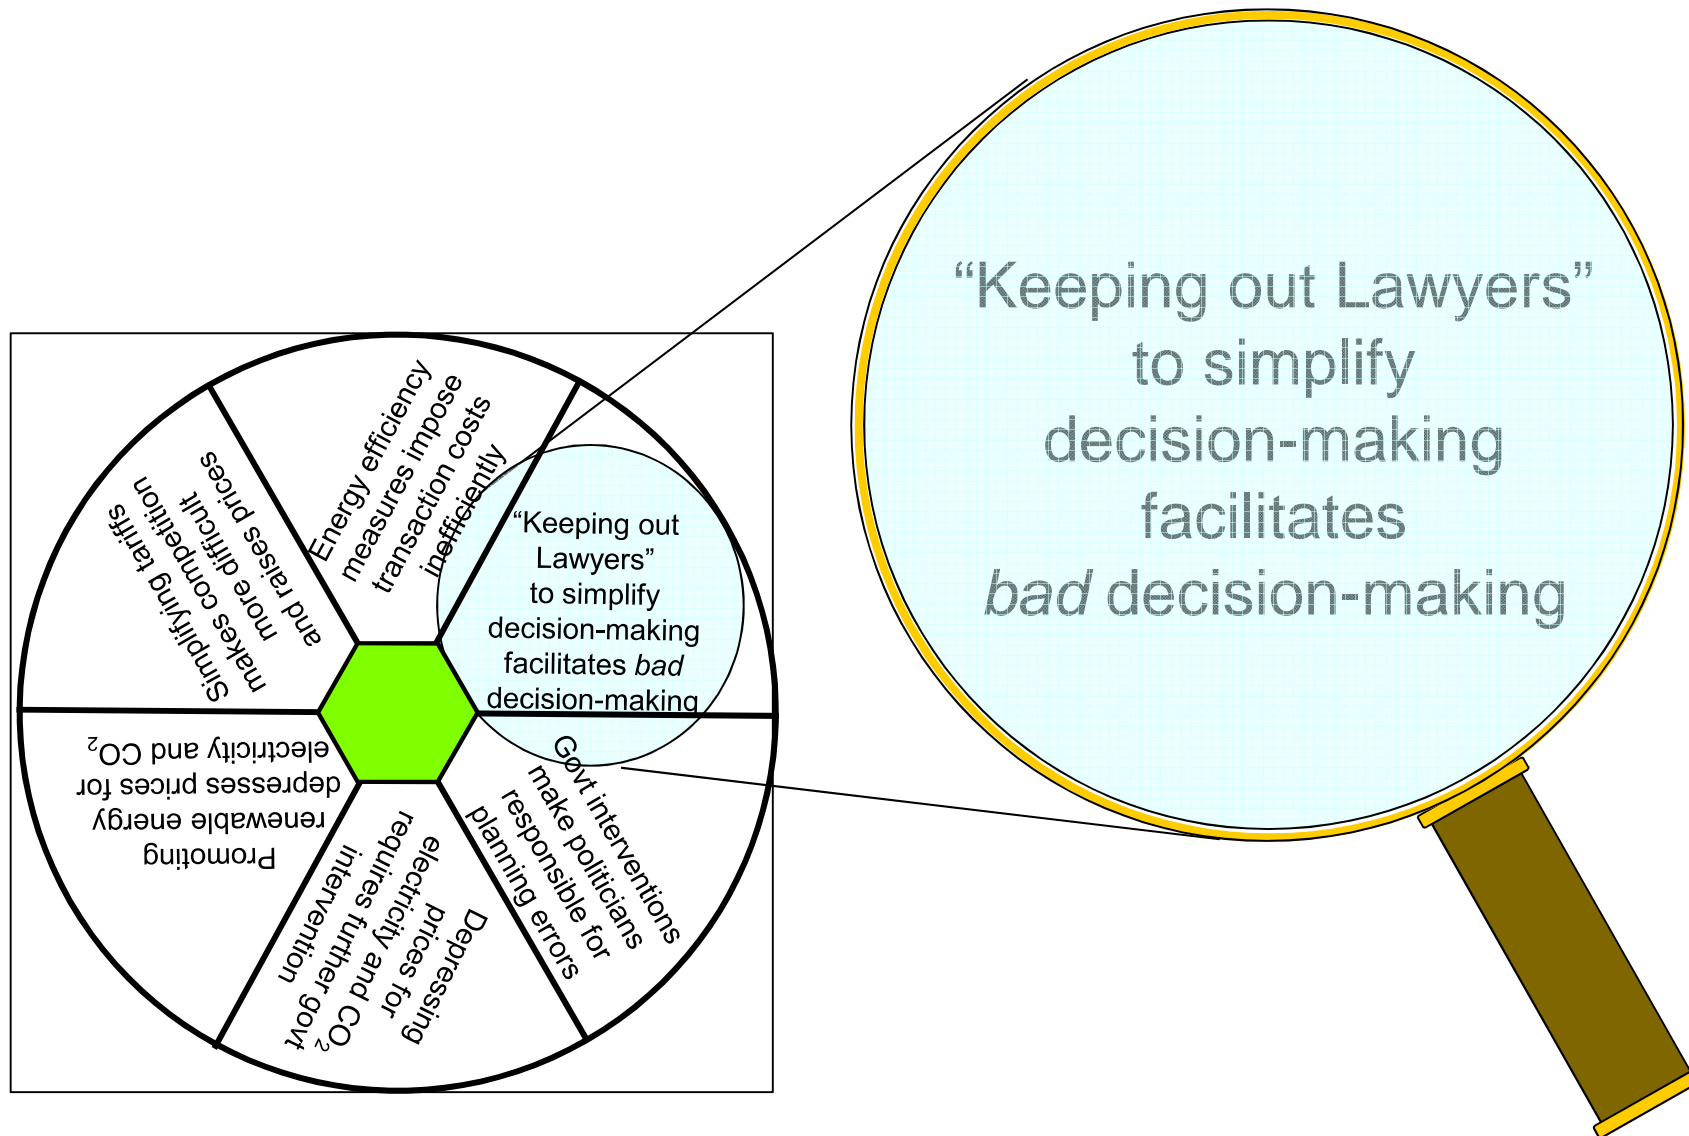 Energy efficiency
measures impose
transaction costs
inefficiently
“Keeping out
Lawyers”
to simplify
decision-making
facilitates bad
decision-making
Govt interventions
make politicians
responsible for
planning errors
Depressing
prices for
electricity and CO₂
requires further govt
intervention
Promoting
renewable energy
depresses prices for
electricity and CO₂
Simplifying tariffs
makes competition
more difficult
and raises prices
“Keeping out Lawyers”
to simplify
decision-making
facilitates
bad decision-making